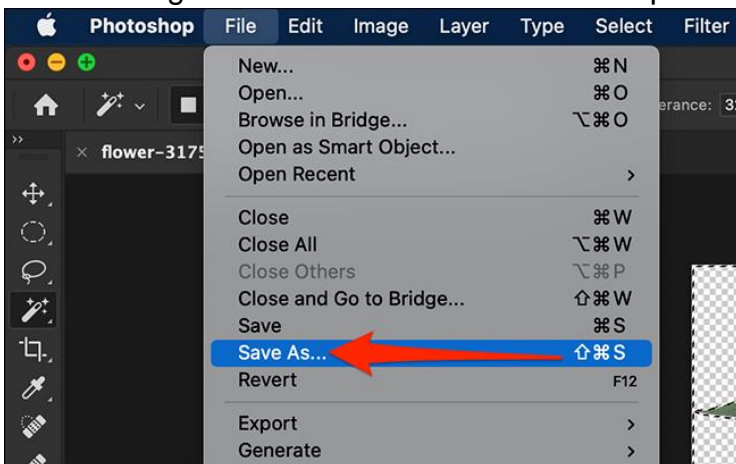 Photoshop File Edit Image Layer Type Select Filter
New... ⌘N
Open... ⌘O
erance: 3
Browse in Bridge... ⌥⌘O
flower-3175
Open as Smart Object...
Open Recent >
Close ⌘W
Close All ⌥⌘W
Close Others ⌥⌘P
Close and Go to Bridge... ⇧⌘W
Save ⌘S
Save As... ⇧⌘S
Revert F12
Export >
Generate >